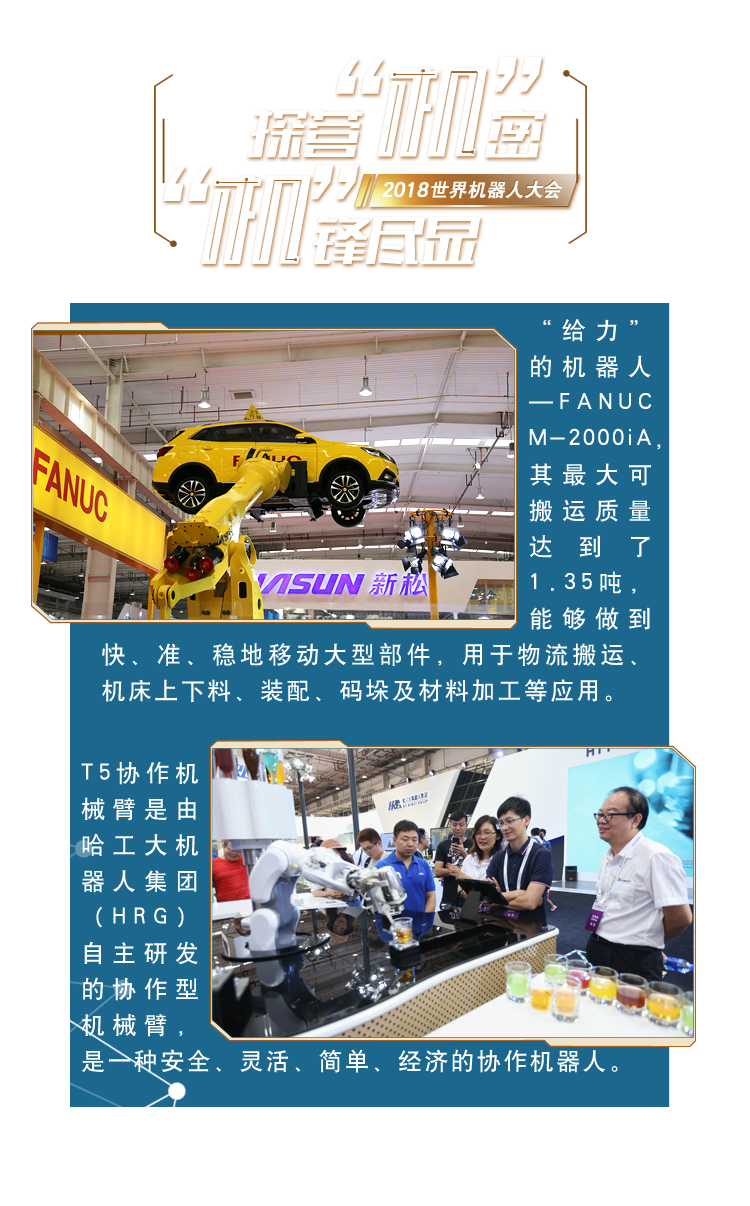 探营“机”密
2018世界机器人大会
“机”锋尽显
“给力”
的机器人
—FANUC
M—2000iA,
其最大可
搬运质量
达到了
1.35吨，
能够做到
快、准、稳地移动大型部件，用于物流搬运、
机床上下料、装配、码垛及材料加工等应用。
FANUC
FANUC
SIASUN 新松
T5协作机
械臂是由
哈工大机
器人集团
（HRG）
自主研发
的协作型
机械臂，
是一种安全、灵活、简单、经济的协作机器人。
HRG